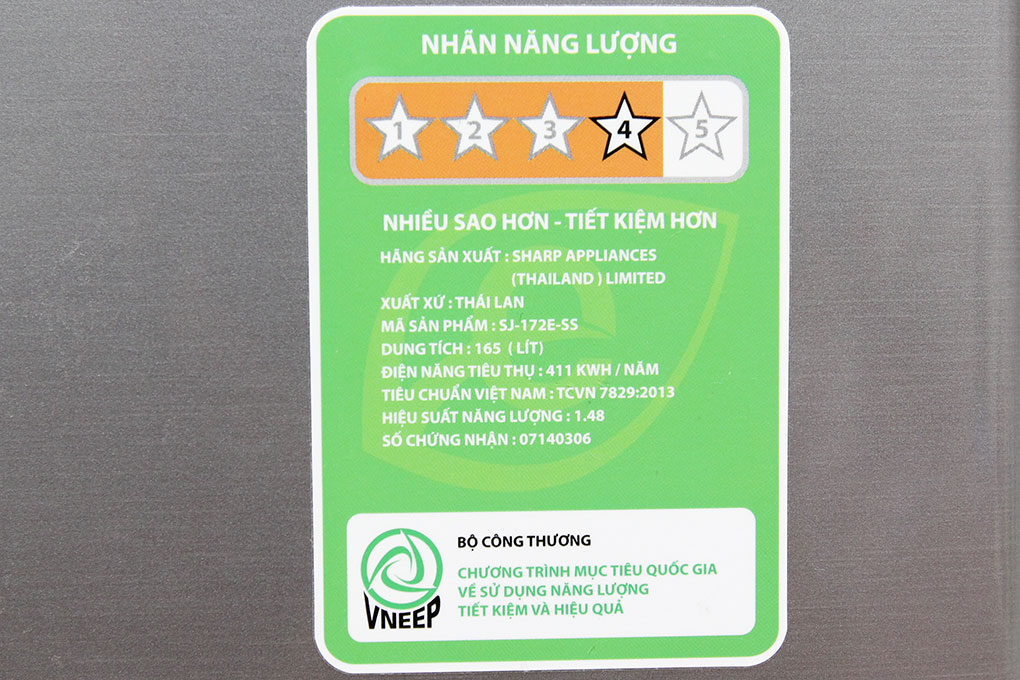 NHÃN NĂNG LƯỢNG
1 2 3 4 5
NHIỀU SAO HƠN - TIẾT KIỆM HƠN
HÃNG SẢN XUẤT : SHARP APPLIANCES
(THAILAND ) LIMITED
XUẤT XỨ : THÁI LAN
MÃ SẢN PHẨM : SJ-172E-SS
DUNG TÍCH : 165 ( LÍT)
ĐIỆN NĂNG TIÊU THỤ : 411 KWH / NĂM
TIÊU CHUẨN VIỆT NAM : TCVN 7829:2013
HIỆU SUẤT NĂNG LƯỢNG : 1.48
SỐ CHỨNG NHẬN : 07140306
BỘ CÔNG THƯƠNG
CHƯƠNG TRÌNH MỤC TIÊU QUỐC GIA
VỀ SỬ DỤNG NĂNG LƯỢNG
TIẾT KIỆM VÀ HIỆU QUẢ
VNEEP